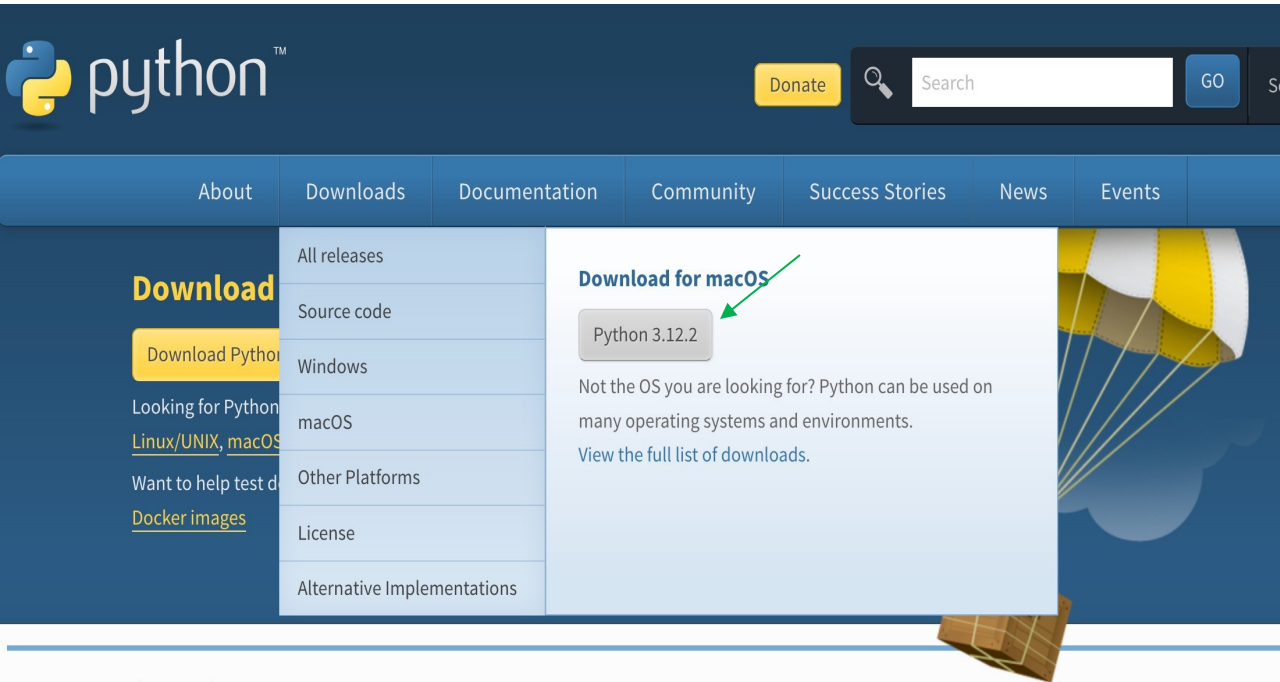 python™
Donate
Search
GO
About Downloads Documentation Community Success Stories News Events
All releases
Source code
Windows
macOS
Other Platforms
License
Alternative Implementations
Download for macOS
Python 3.12.2
Not the OS you are looking for? Python can be used on
many operating systems and environments.
View the full list of downloads.
Download
Download
Looking for Python
Linux/UNIX, macOS
Want to help test
Docker images